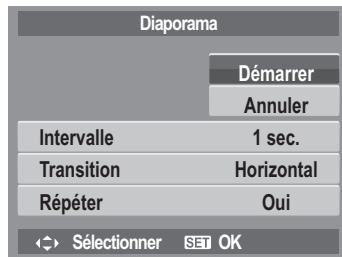 Diaporama
Démarrer
Annuler
Intervalle 1 sec.
Transition Horizontal
Répéter Oui
Sélectionner SET OK